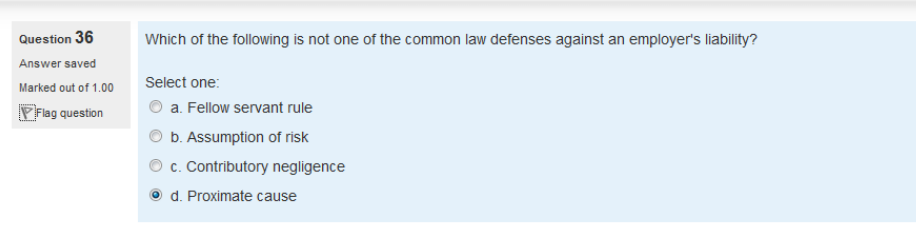 Question 36
Answer saved
Marked out of 1.00
Flag question
Which of the following is not one of the common law defenses against an employer's liability?
Select one:
a. Fellow servant rule
b. Assumption of risk
c. Contributory negligence
d. Proximate cause